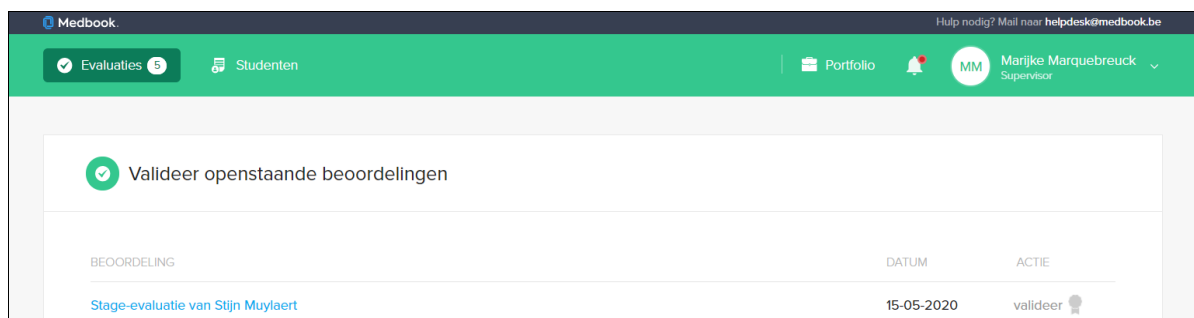 Medbook.
Hulp nodig? Mail naar helpdesk@medbook.be
Evaluaties 5
Studenten
Portfolio
MM
Marijke Marquebreuck
Supervisor
Valideer openstaande beoordelingen
BEOORDELING DATUM ACTIE
Stage-evaluatie van Stijn Muylaert 15-05-2020 valideer